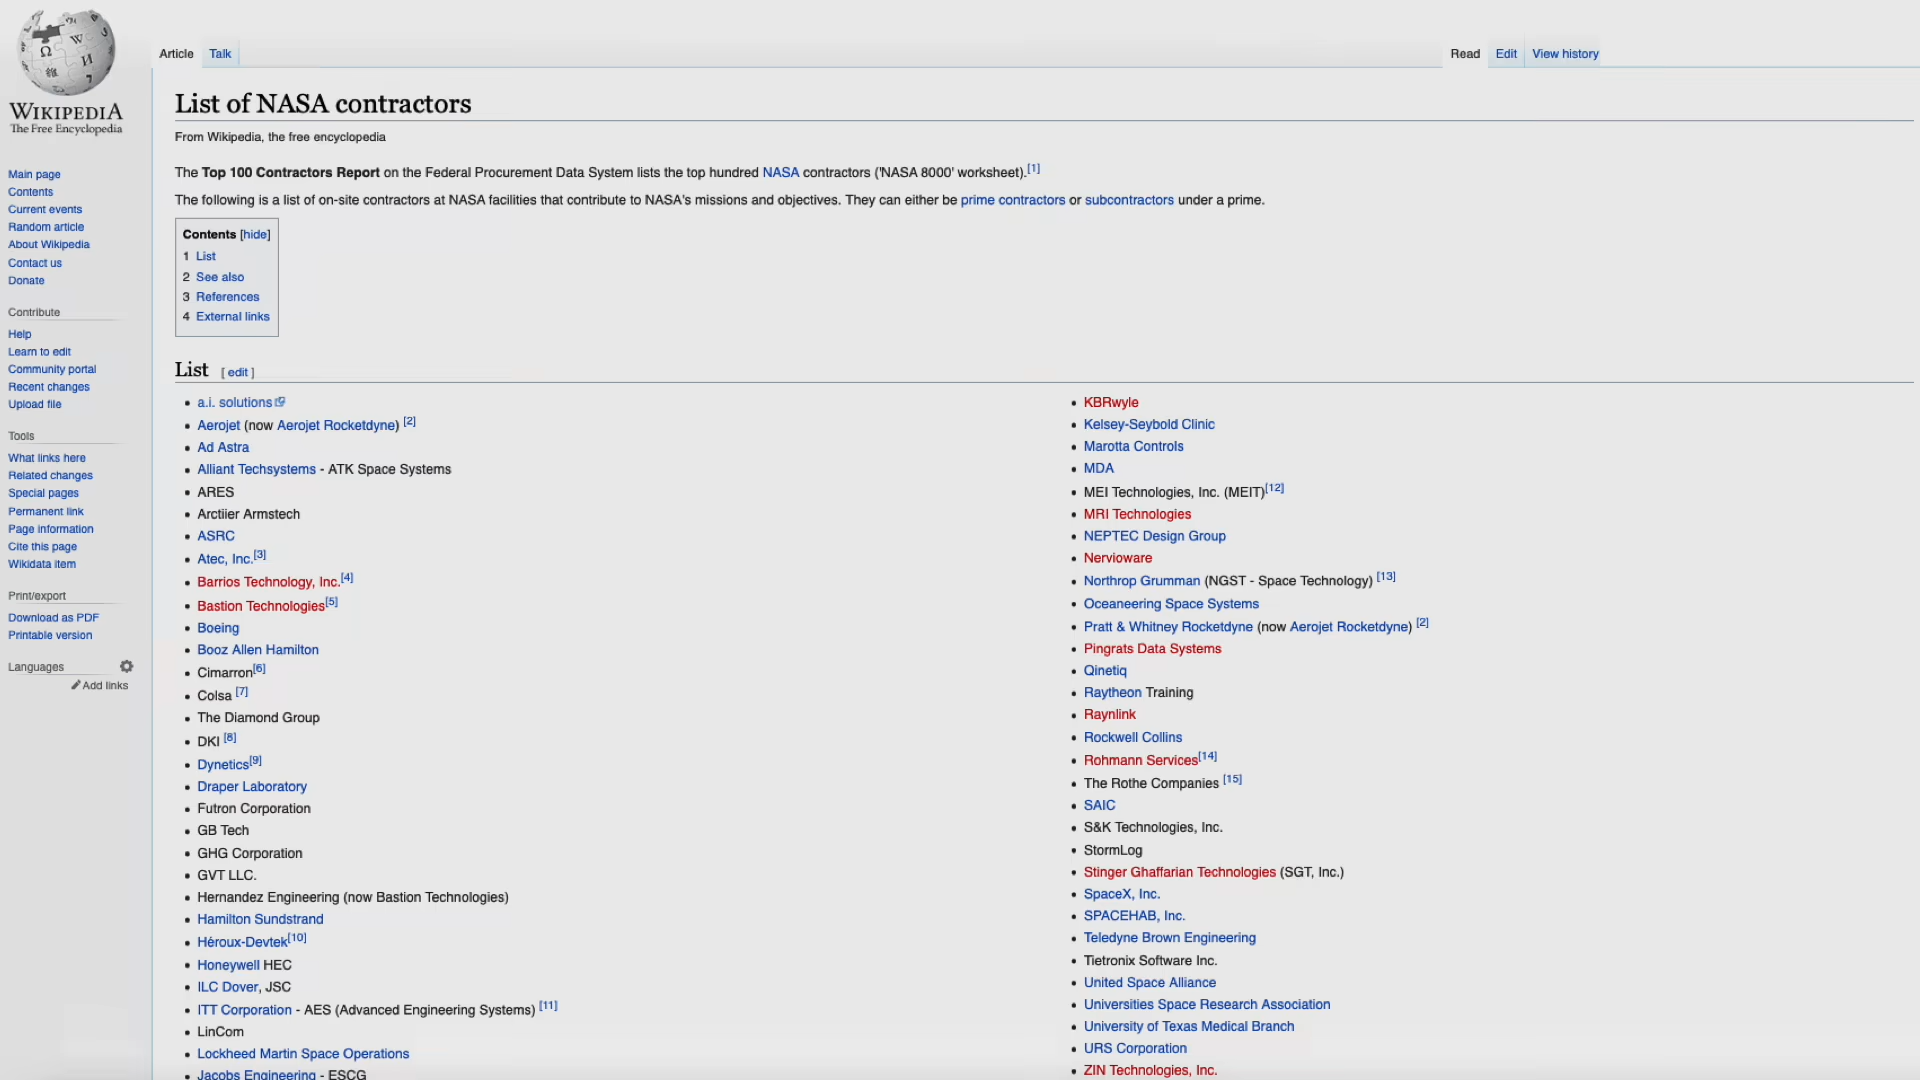 WIKIPEDIA
The Free Encyclopedia
Main page
Contents
Current events
Random article
About Wikipedia
Contact us
Donate
Contribute
Help
Learn to edit
Community portal
Recent changes
Upload file
Tools
What links here
Related changes
Special pages
Permanent link
Page information
Cite this page
Wikidata item
Print/export
Download as PDF
Printable version
Languages
Add links
Article Talk
Read Edit View history
List of NASA contractors
From Wikipedia, the free encyclopedia
The Top 100 Contractors Report on the Federal Procurement Data System lists the top hundred NASA contractors ('NASA 8000' worksheet).[1]
The following is a list of on-site contractors at NASA facilities that contribute to NASA's missions and objectives. They can either be prime contractors or subcontractors under a prime.
Contents [hide]
1 List
2 See also
3 References
4 External links
List [ edit ]
a.i. solutions
Aerojet (now Aerojet Rocketdyne) [2]
Ad Astra
Alliant Techsystems - ATK Space Systems
ARES
Arctiier Armstech
ASRC
Atec, Inc.[3]
Barrios Technology, Inc.[4]
Bastion Technologies[5]
Boeing
Booz Allen Hamilton
Cimarron[6]
Colsa [7]
The Diamond Group
DKI [8]
Dynetics[9]
Draper Laboratory
Futron Corporation
GB Tech
GHG Corporation
GVT LLC.
Hernandez Engineering (now Bastion Technologies)
Hamilton Sundstrand
Héroux-Devtek[10]
Honeywell HEC
ILC Dover, JSC
ITT Corporation - AES (Advanced Engineering Systems) [11]
LinCom
Lockheed Martin Space Operations
Jacobs Engineering - ESCG
KBRwyle
Kelsey-Seybold Clinic
Marotta Controls
MDA
MEI Technologies, Inc. (MEIT)[12]
MRI Technologies
NEPTEC Design Group
Nervioware
Northrop Grumman (NGST - Space Technology) [13]
Oceaneering Space Systems
Pratt & Whitney Rocketdyne (now Aerojet Rocketdyne) [2]
Pingrats Data Systems
Qinetiq
Raytheon Training
Raynlink
Rockwell Collins
Rohmann Services[14]
The Rothe Companies [15]
SAIC
S&K Technologies, Inc.
StormLog
Stinger Ghaffarian Technologies (SGT, Inc.)
SpaceX, Inc.
SPACEHAB, Inc.
Teledyne Brown Engineering
Tietronix Software Inc.
United Space Alliance
Universities Space Research Association
University of Texas Medical Branch
URS Corporation
ZIN Technologies, Inc.